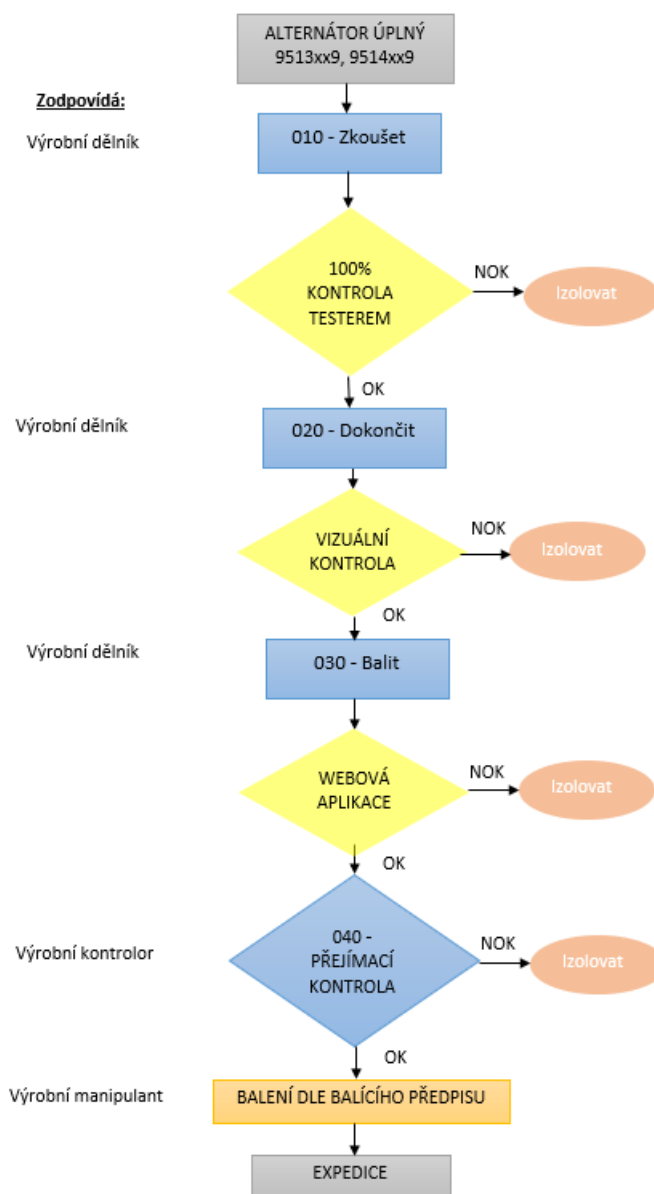 ALTERNÁTOR ÚPLNÝ
9513xx9, 9514xx9
Zodpovídá:
Výrobní dělník
010 - Zkoušet
100%
KONTROLA
TESTEREM
NOK
Izolovat
OK
Výrobní dělník
020 - Dokončit
VIZUÁLNÍ
KONTROLA
NOK
Izolovat
OK
Výrobní dělník
030 - Balit
WEBOVÁ
APLIKACE
NOK
Izolovat
OK
Výrobní kontrolor
040 -
PŘEJÍMACÍ
KONTROLA
NOK
Izolovat
OK
Výrobní manipulant
BALENÍ DLE BALÍCÍHO PŘEDPISU
EXPEDICE